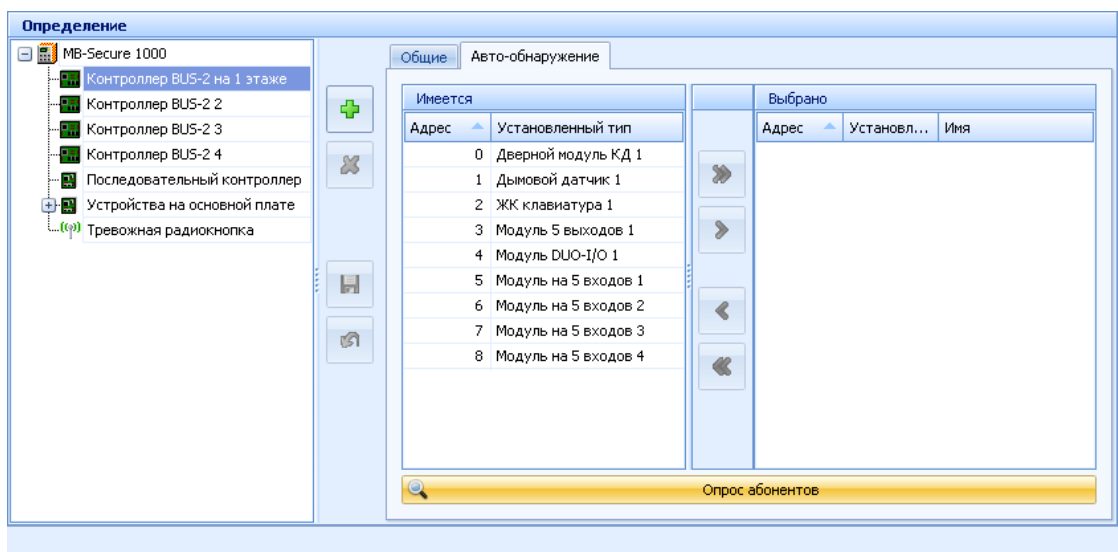 Определение
MB-Secure 1000
Контроллер BUS-2 на 1 этаже
Контроллер BUS-2 2
Контроллер BUS-2 3
Контроллер BUS-2 4
Последовательный контроллер
Устройства на основной плате
Тревожная радиокнопка
Общие Авто-обнаружение
Имеется
Адрес Установленный тип
0 Дверной модуль КД 1
1 Дымовой датчик 1
2 ЖК клавиатура 1
3 Модуль 5 выходов 1
4 Модуль DUO-I/O 1
5 Модуль на 5 входов 1
6 Модуль на 5 входов 2
7 Модуль на 5 входов 3
8 Модуль на 5 входов 4
Выбрано
Адрес Установл... Имя
Опрос абонентов